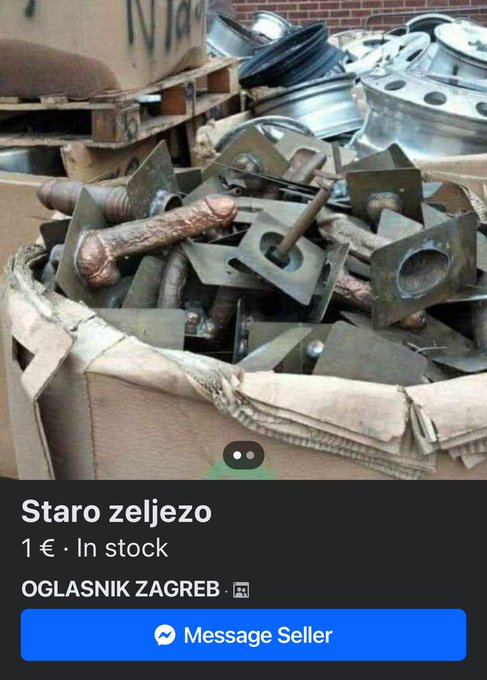 Staro zeljezo
1 € · In stock
OGLASNIK ZAGREB ·
Message Seller